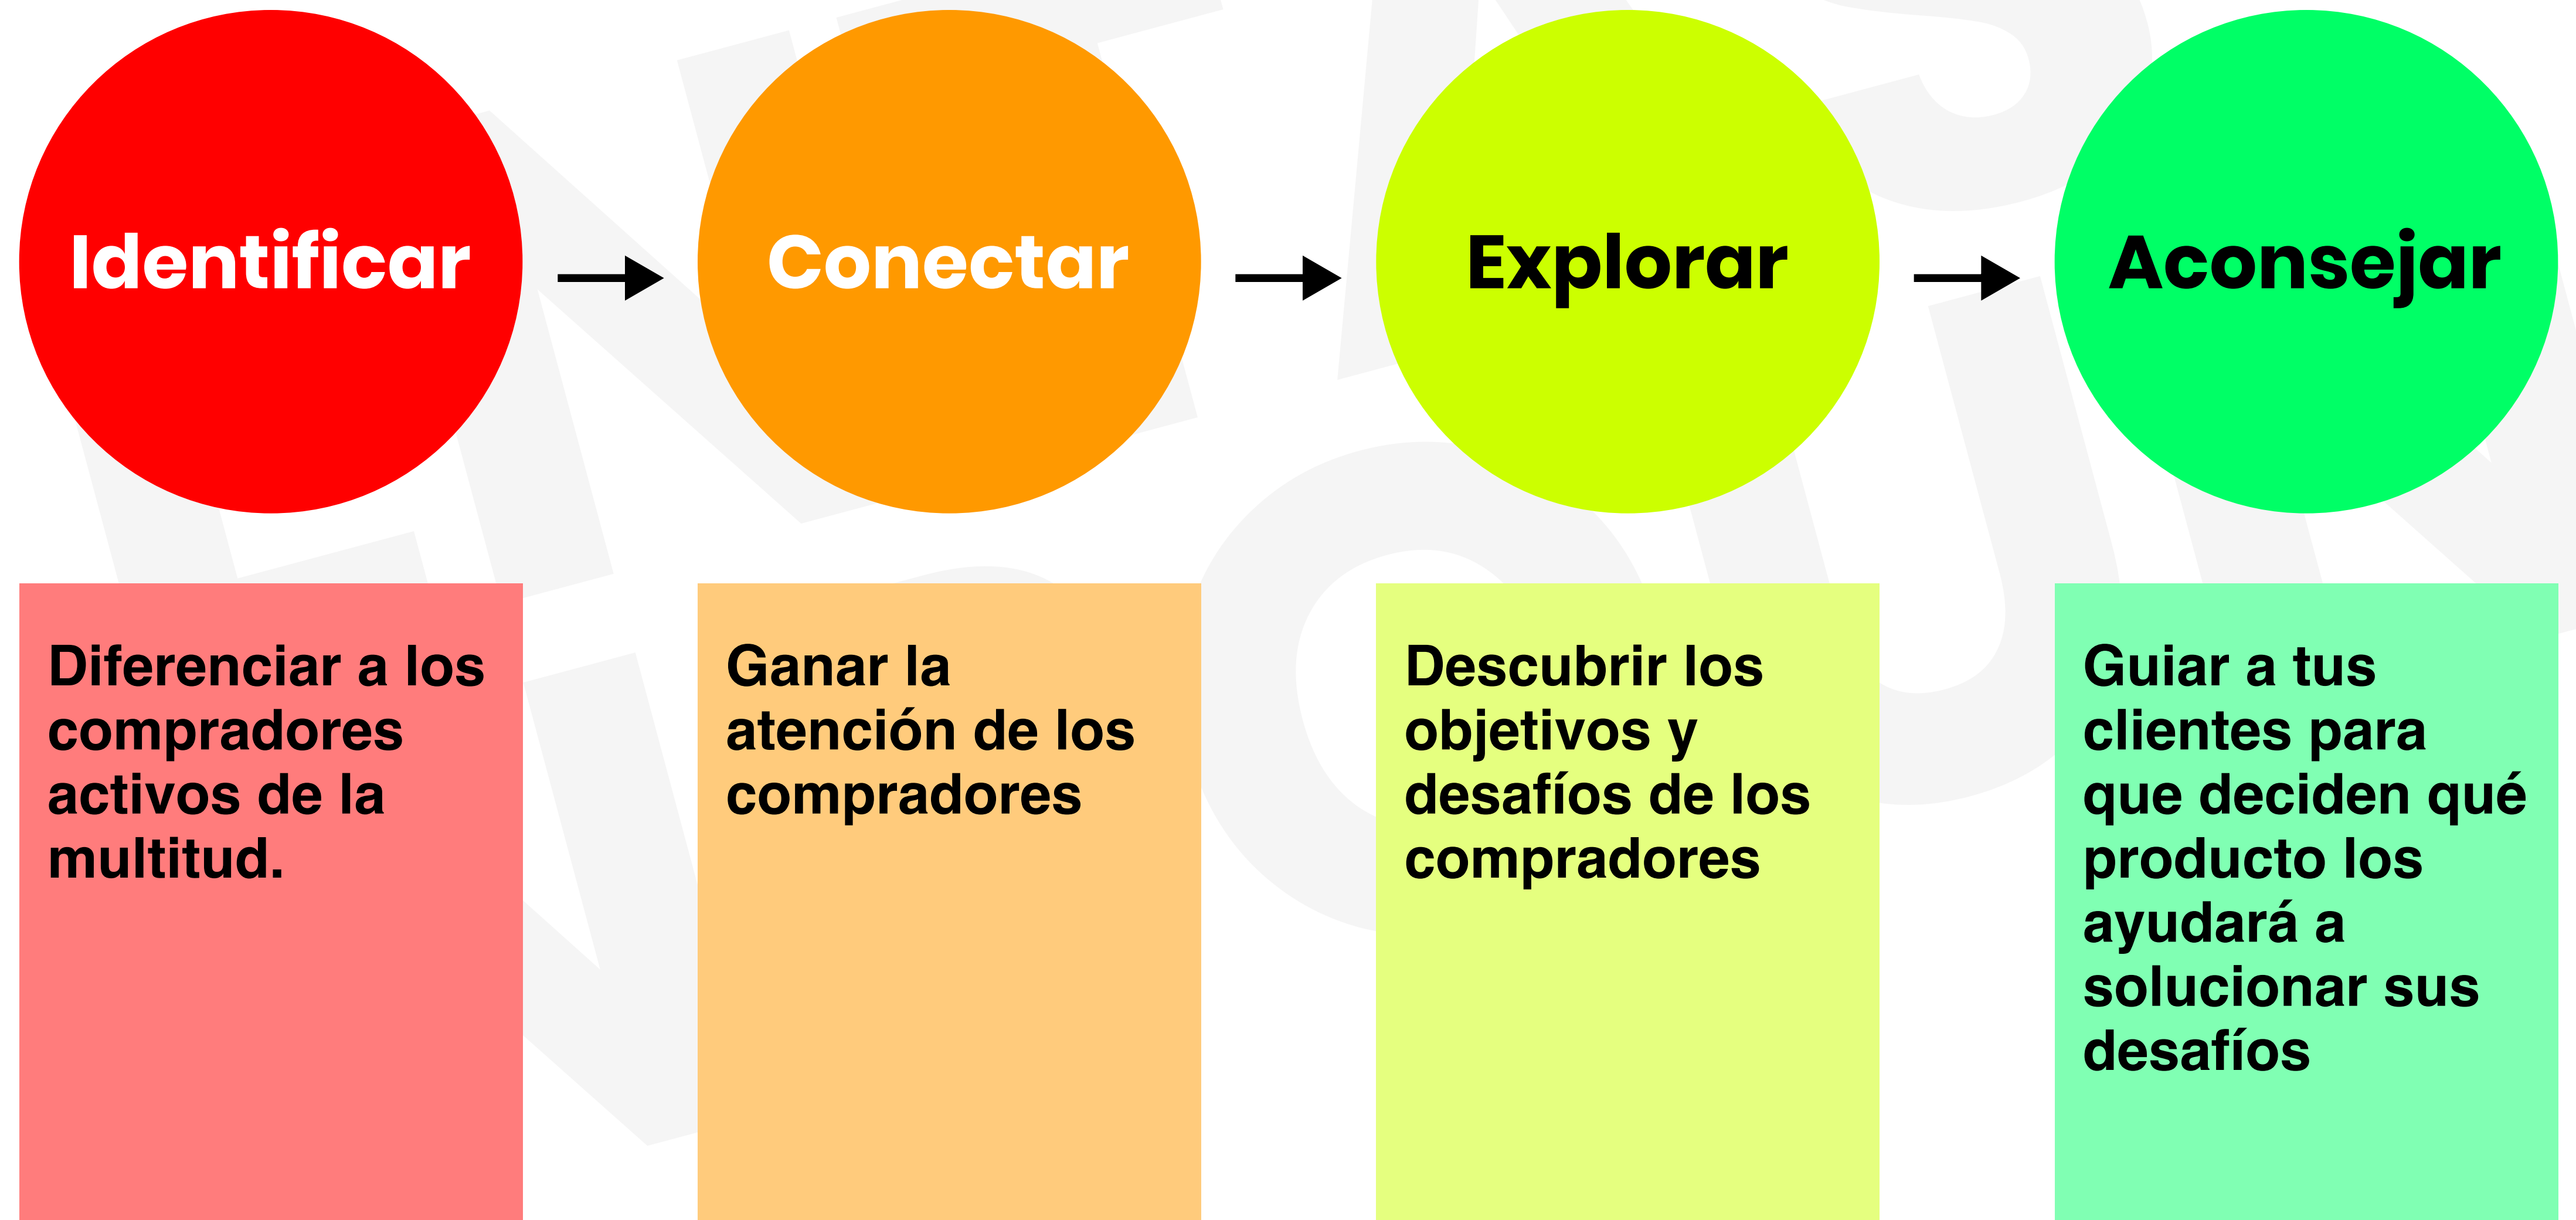 Identificar
Conectar
Explorar
Aconsejar
Diferenciar a los
compradores
activos de la
multitud.
Ganar la
atención de los
compradores
Descubrir los
objetivos y
desafíos de los
compradores
Guiar a tus
clientes para
que deciden qué
producto los
ayudará a
solucionar sus
desafíos